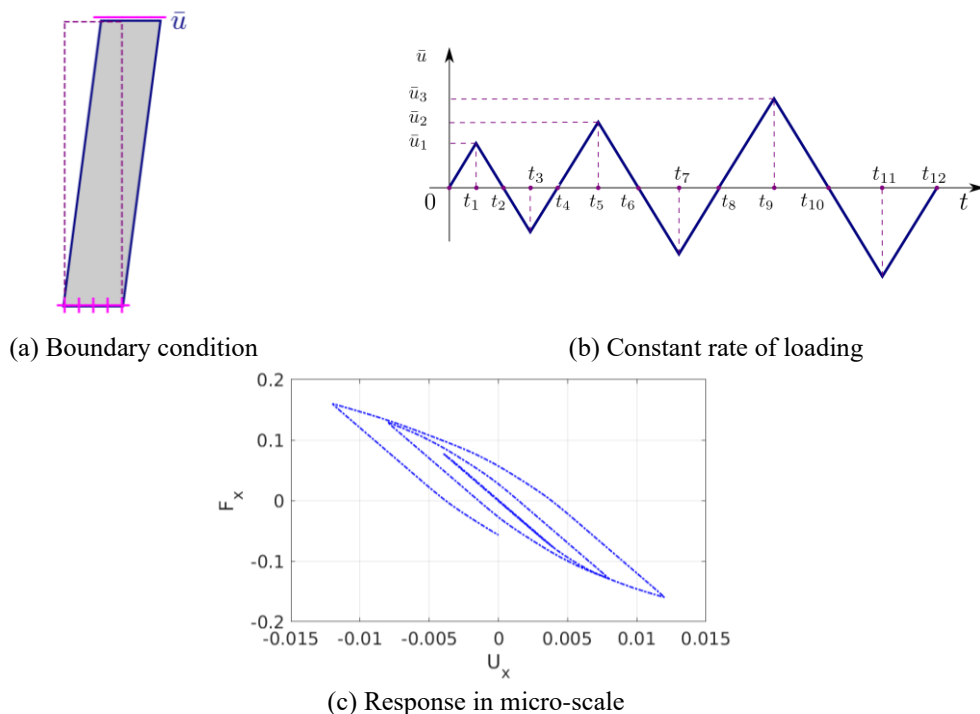 ū
ū
ū₃
ū₂
ū₁
0
t₁
t₂
t₃
t₄
t₅
t₆
t₇
t₈
t₉
t₁₀
t₁₁
t₁₂
t
(a) Boundary condition
(b) Constant rate of loading
0.2
0.1
0
-0.1
-0.2
F_x
-0.015
-0.01
-0.005
0
0.005
0.01
0.015
U_x
(c) Response in micro-scale